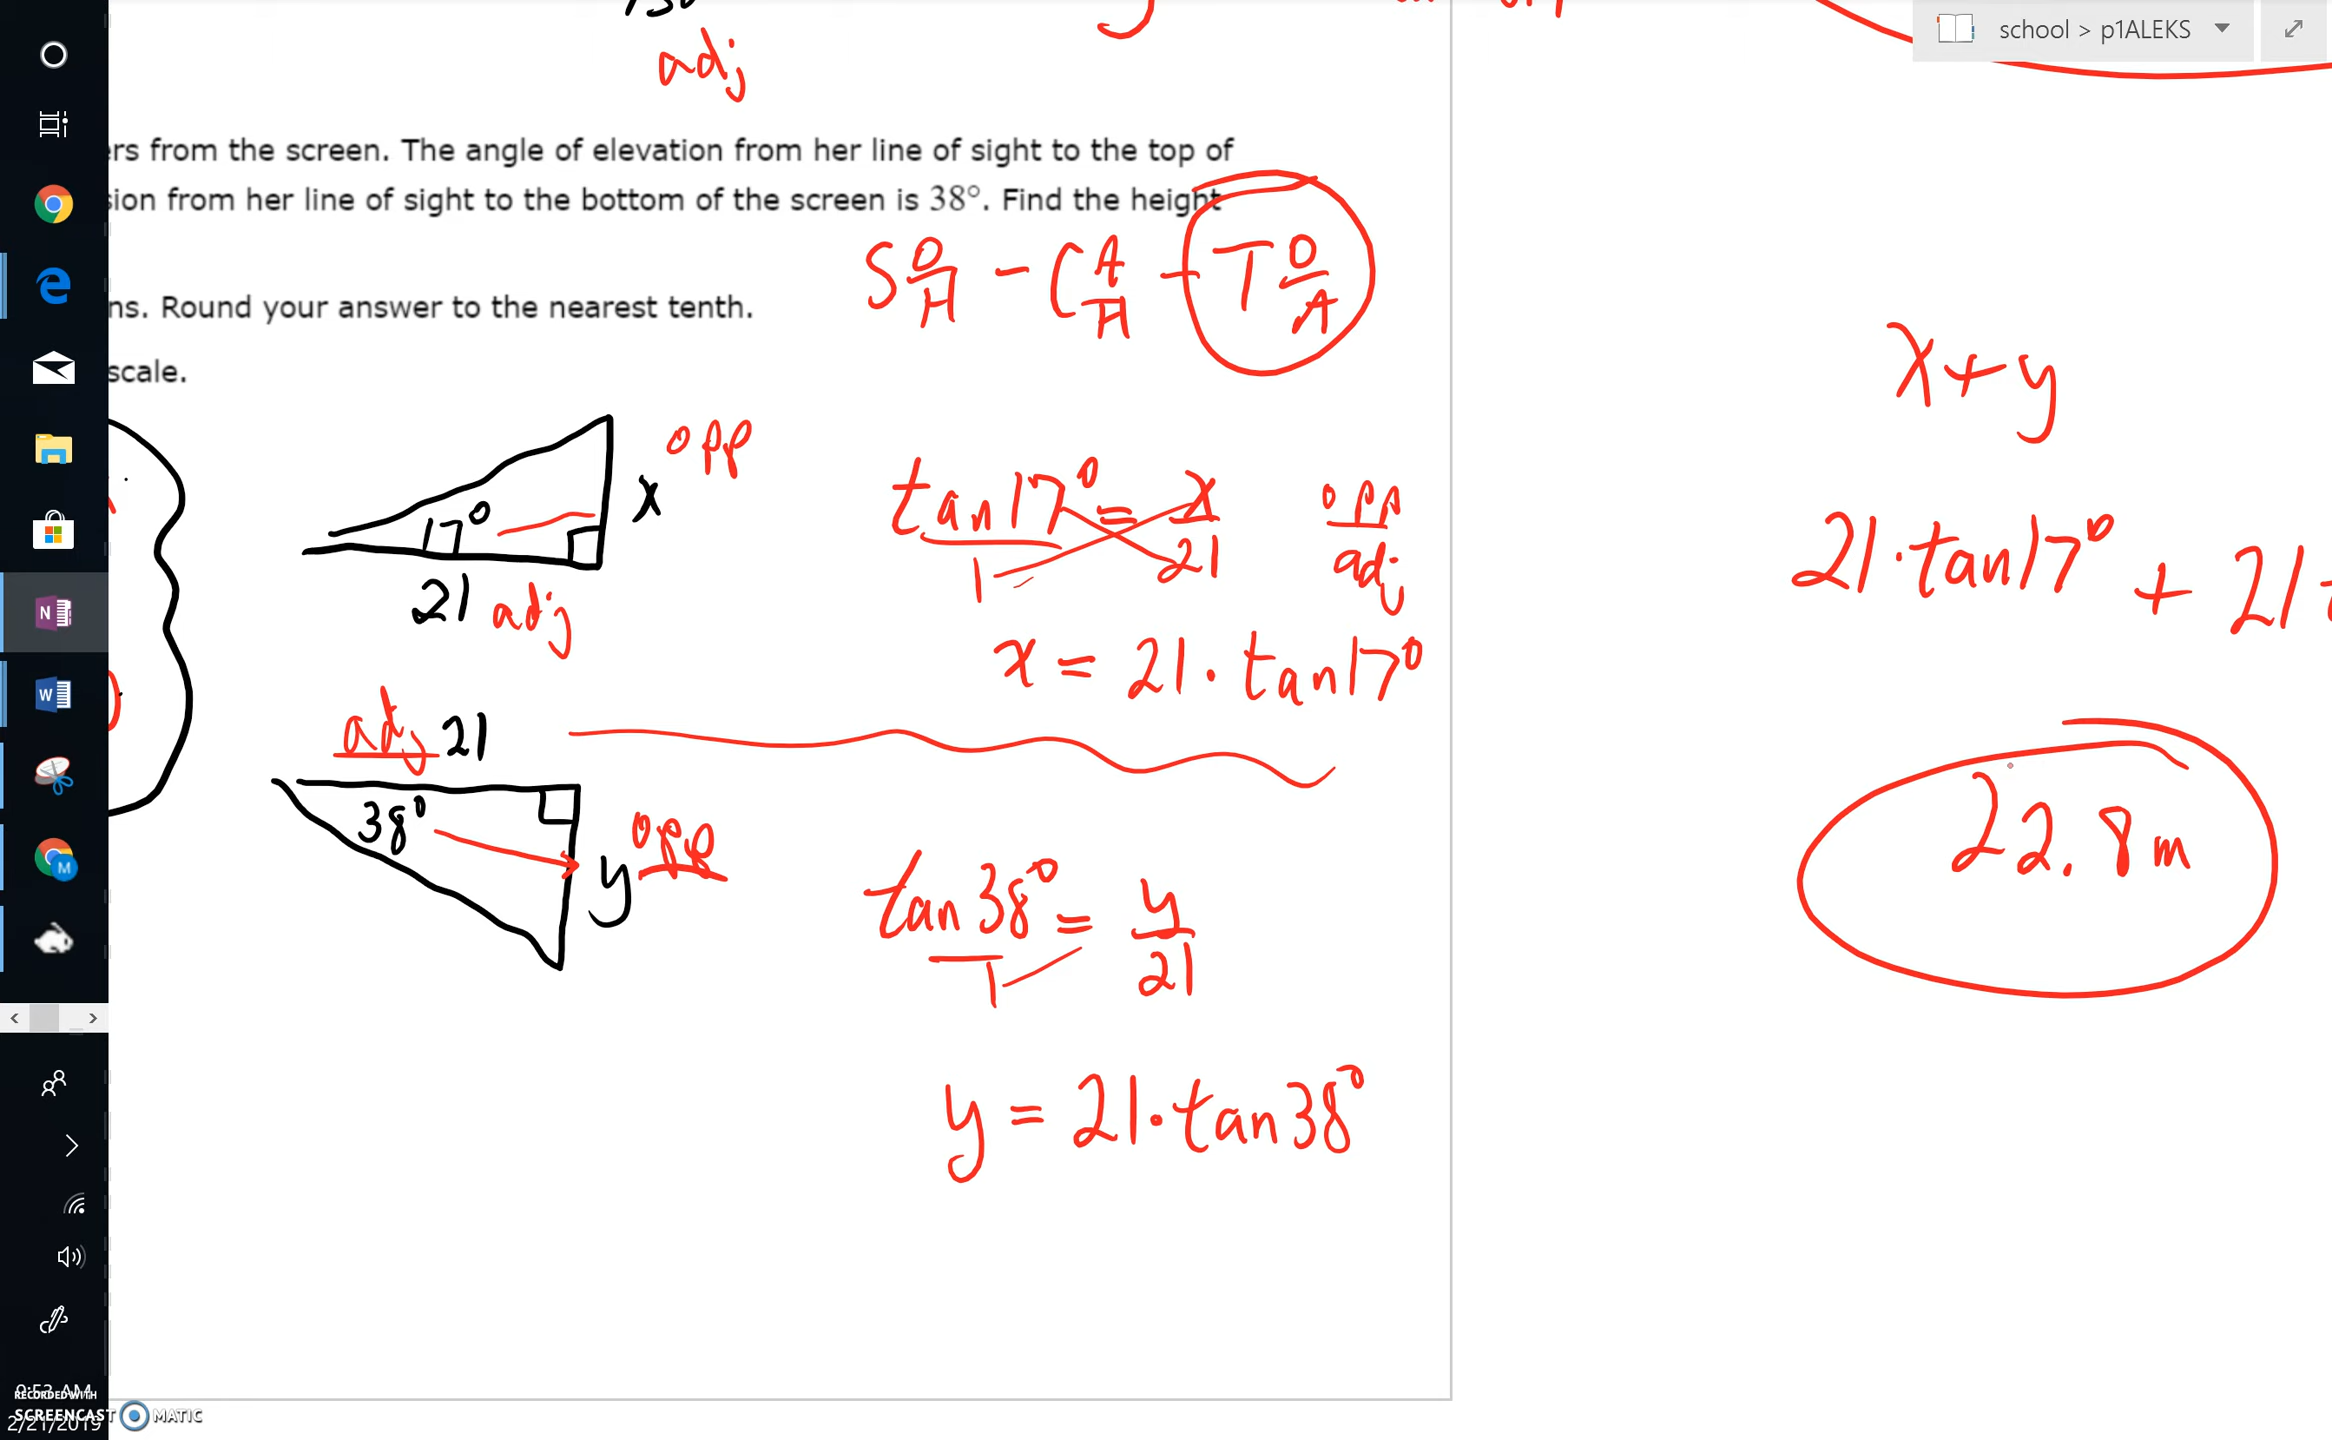 adj
school > p1ALEKS
ers from the screen. The angle of elevation from her line of sight to the top of
sion from her line of sight to the bottom of the screen is 38°. Find the height
ns. Round your answer to the nearest tenth.
scale.
S O/H - C A/H - T O/A
x + y
opp
x
17°
21 adj
tan 17° = x
1 21
opp
adj
x = 21 · tan 17°
21 · tan 17° + 21
adj 21
38°
opp
y
tan 38° = y
1 21
22.8 m
y = 21 · tan 38°
N
W
M
9:53 AM
RECORDED WITH
SCREENCAST MATIC
2/21/2019